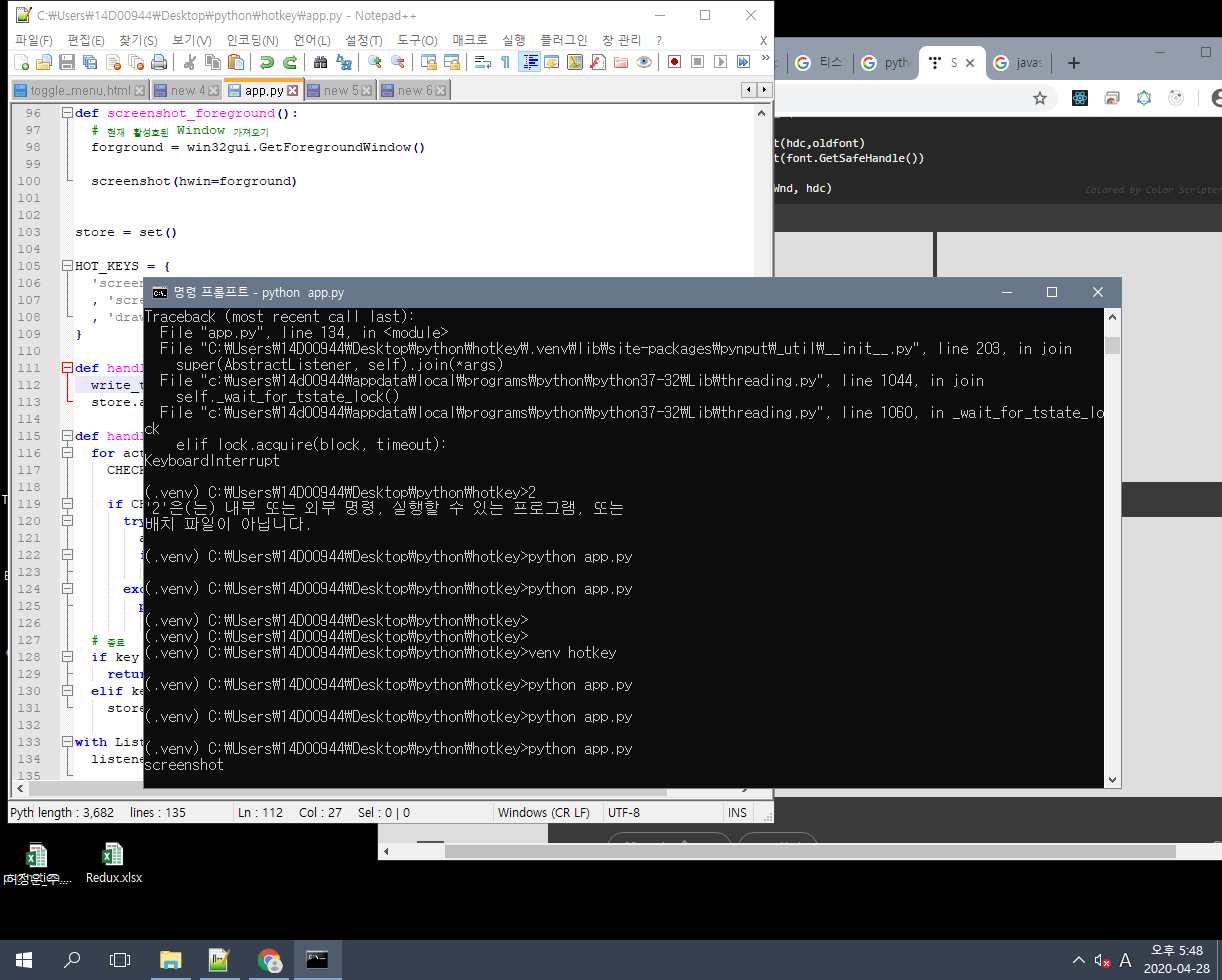 C:₩Users₩14D00944₩Desktop₩python₩hotkey₩app.py - Notepad++
파일(F) 편집(E) 찾기(S) 보기(V) 인코딩(N) 언어(L) 설정(T) 도구(O) 매크로 실행 플러그인 창 관리 ? X
toggle_menu,html new 4 app,py new 5 new 6
티스 pyth S javas
96 def screenshot_foreground():
97 # 현재 활성호된 Window 가져오기
98 forground = win32gui.GetForegroundWindow()
99
100 screenshot(hwin=forground)
101
102
103 store = set()
104
105 HOT_KEYS = {
106 'screen
107 , 'scre
108 , 'draw
109 }
110
111 def handl
112 write_t
113 store.a
114
115 def handl
116 for act
117 CHECK
118
119 if CH
120 try
121 a
122 i
123
124 exc
125 p
126
127 # 종료
128 if key
129 retur
130 elif ke
131 store
132
133 with List
134 listene
135
t(hdc,oldfont)
t(font.GetSafeHandle())
Wnd, hdc)
Colored by Color Scripter
명령 프롬프트 - python app.py
Traceback (most recent call last):
File "app.py", line 134, in <module>
File "C:₩Users₩14D00944₩Desktop₩python₩hotkey₩.venv₩lib₩site-packages₩pynput₩_util₩__init__.py", line 203, in join
super(AbstractListener, self).join(*args)
File "c:₩users₩14d00944₩appdata₩local₩programs₩python₩python37-32₩Lib₩threading.py", line 1044, in join
self._wait_for_tstate_lock()
File "c:₩users₩14d00944₩appdata₩local₩programs₩python₩python37-32₩Lib₩threading.py", line 1060, in _wait_for_tstate_lo
ck
elif lock.acquire(block, timeout):
KeyboardInterrupt
(.venv) C:₩Users₩14D00944₩Desktop₩python₩hotkey>2
'2'은(는) 내부 또는 외부 명령, 실행할 수 있는 프로그램, 또는
배치 파일이 아닙니다.
(.venv) C:₩Users₩14D00944₩Desktop₩python₩hotkey>python app.py
(.venv) C:₩Users₩14D00944₩Desktop₩python₩hotkey>python app.py
(.venv) C:₩Users₩14D00944₩Desktop₩python₩hotkey>
(.venv) C:₩Users₩14D00944₩Desktop₩python₩hotkey>
(.venv) C:₩Users₩14D00944₩Desktop₩python₩hotkey>venv hotkey
(.venv) C:₩Users₩14D00944₩Desktop₩python₩hotkey>python app.py
(.venv) C:₩Users₩14D00944₩Desktop₩python₩hotkey>python app.py
(.venv) C:₩Users₩14D00944₩Desktop₩python₩hotkey>python app.py
screenshot
Pyth length : 3,682 lines : 135 Ln : 112 Col : 27 Sel : 0 | 0 Windows (CR LF) UTF-8 INS
Redux.xlsx
A
오후 5:48
2020-04-28